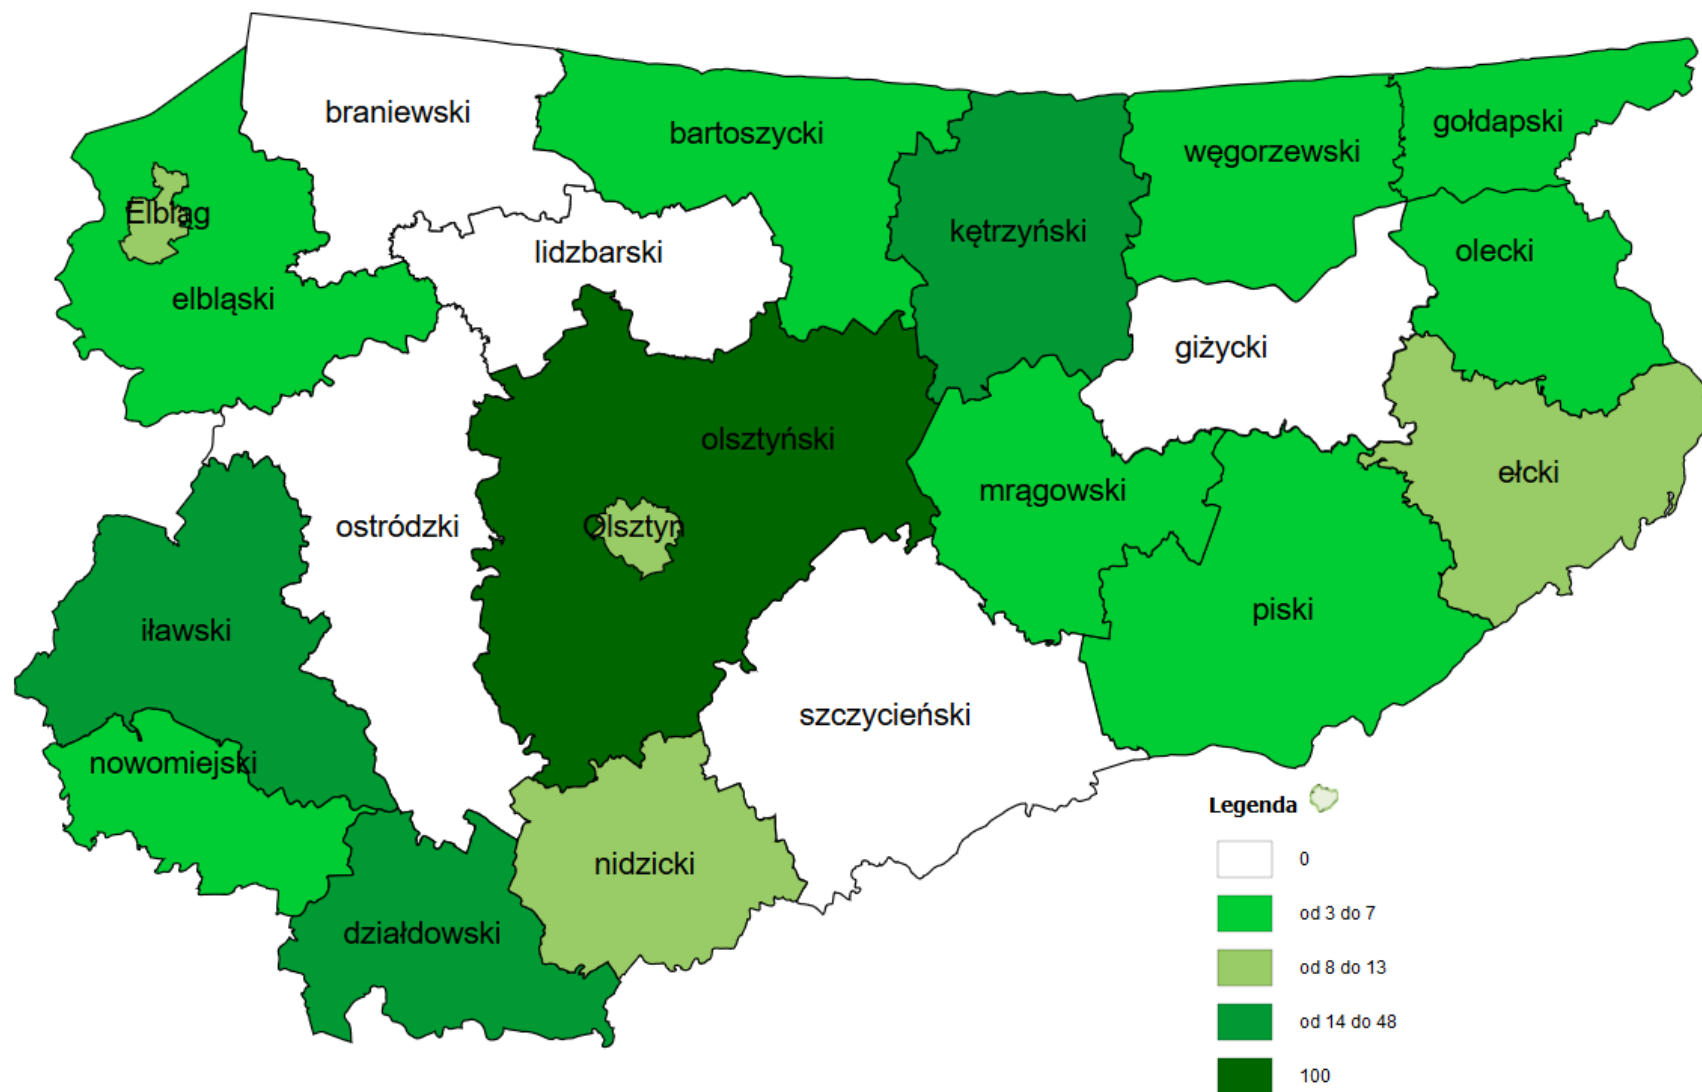 braniewski
bartoszycki
gołdapski
węgorzewski
Elbląg
kętrzyński
lidzbarski
olecki
elbląski
giżycki
olsztyński
ełcki
mrągowski
ostródzki
Olsztyn
piski
iławski
szczycieński
nowomiejski
nidzicki
działdowski
Legenda
0
od 3 do 7
od 8 do 13
od 14 do 48
100